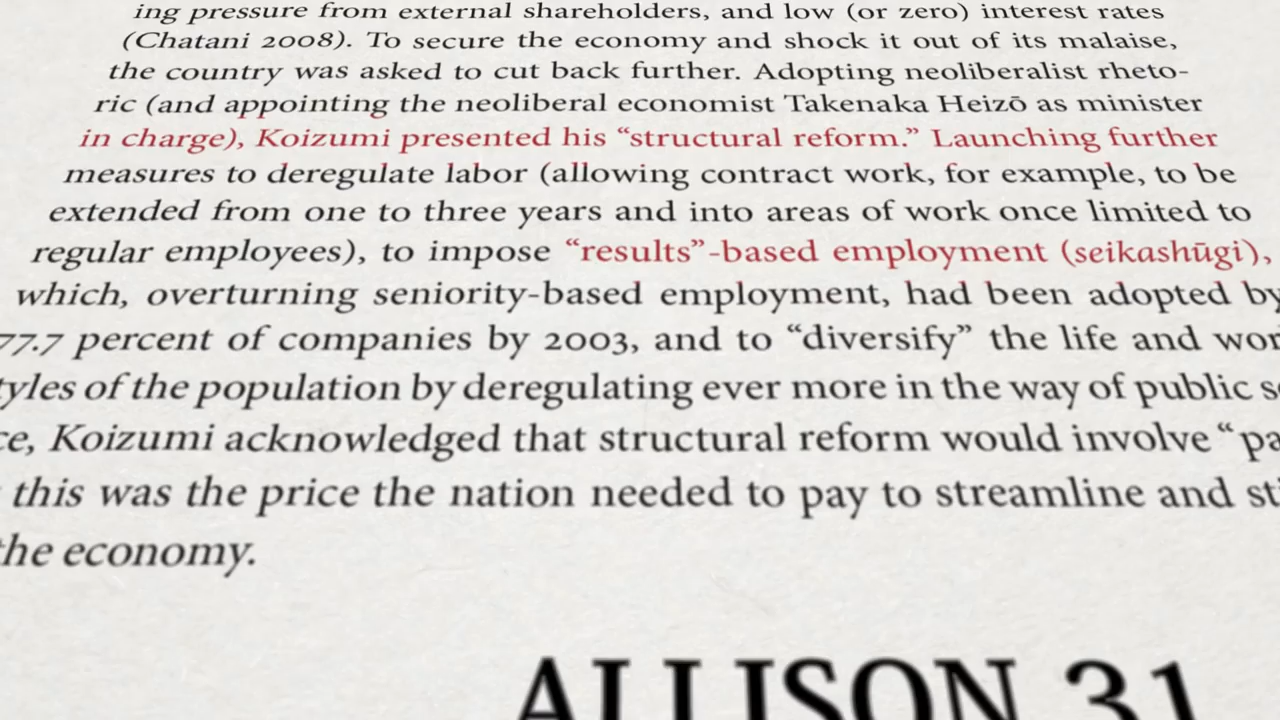 ing pressure from external shareholders, and low (or zero) interest rates
(Chatani 2008). To secure the economy and shock it out of its malaise,
the country was asked to cut back further. Adopting neoliberalist rheto-
ric (and appointing the neoliberal economist Takenaka Heizō as minister
in charge), Koizumi presented his “structural reform.” Launching further
measures to deregulate labor (allowing contract work, for example, to be
extended from one to three years and into areas of work once limited to
regular employees), to impose “results”-based employment (seikashūgi),
which, overturning seniority-based employment, had been adopted by
77.7 percent of companies by 2003, and to “diversify” the life and
of the population by deregulating ever more in the way of public
Koizumi acknowledged that structural reform would involve
this was the price the nation needed to pay to streamline and
the economy.
ALLISON 31